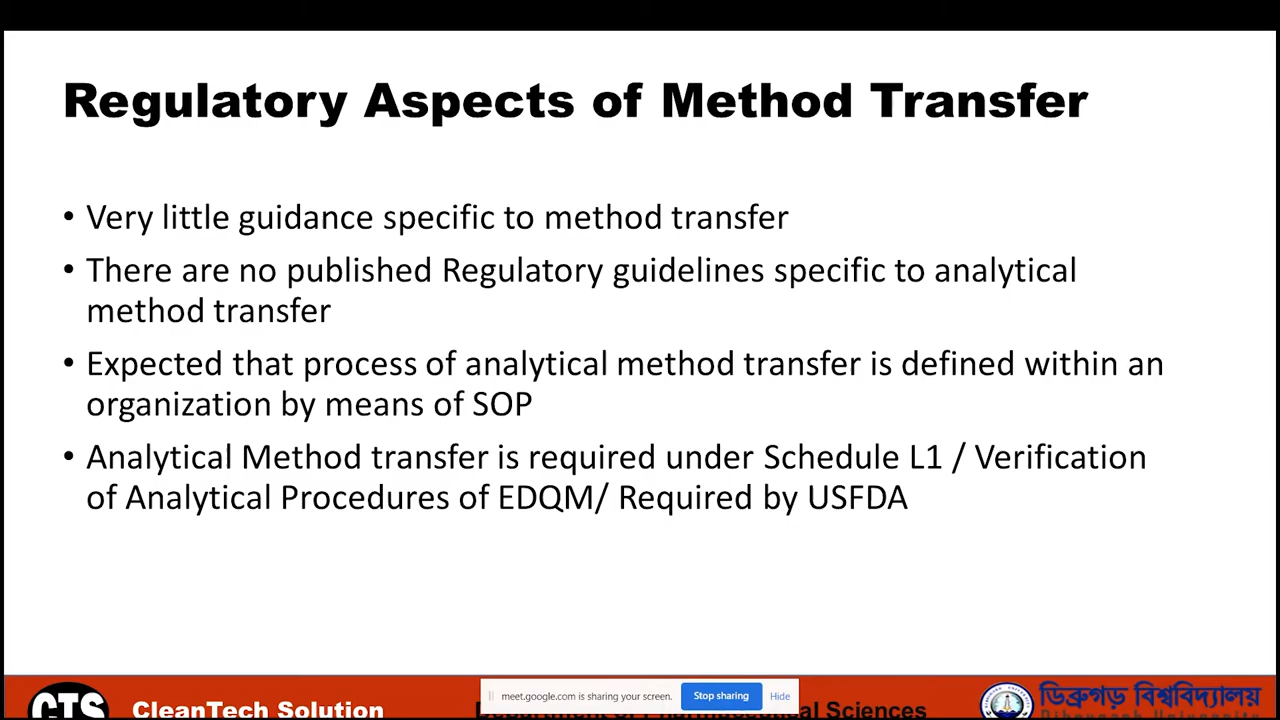 Regulatory Aspects of Method Transfer
• Very little guidance specific to method transfer
• There are no published Regulatory guidelines specific to analytical
method transfer
• Expected that process of analytical method transfer is defined within an
organization by means of SOP
• Analytical Method transfer is required under Schedule L1 / Verification
of Analytical Procedures of EDQM/ Required by USFDA
CTS
CleanTech Solution
meet.google.com is sharing your screen.
Stop sharing
Hide
Sciences
ডিব্ৰুগড় বিশ্ববিদ্যালয়